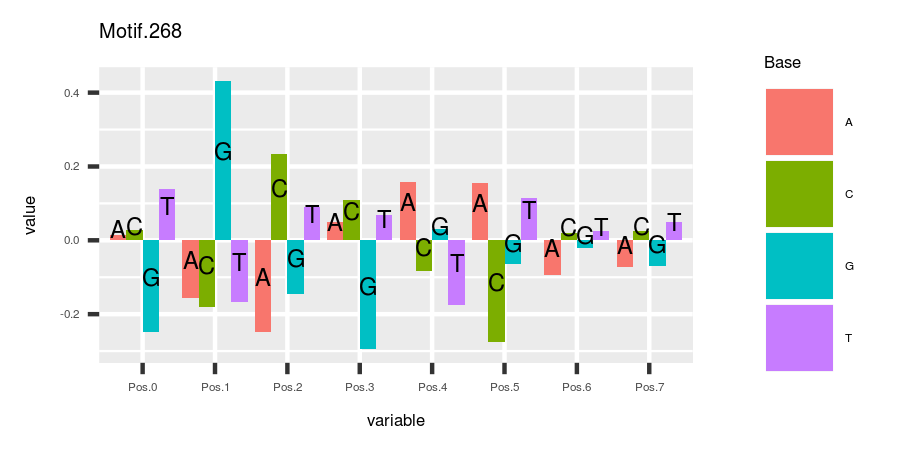 Motif.268
value
0.4
0.2
0.0
-0.2
A C G T
A C G T
A C G T
A C G T
A C G T
A C G T
A C G T
A C G T
Pos.0 Pos.1 Pos.2 Pos.3 Pos.4 Pos.5 Pos.6 Pos.7
variable
Base
A
C
G
T